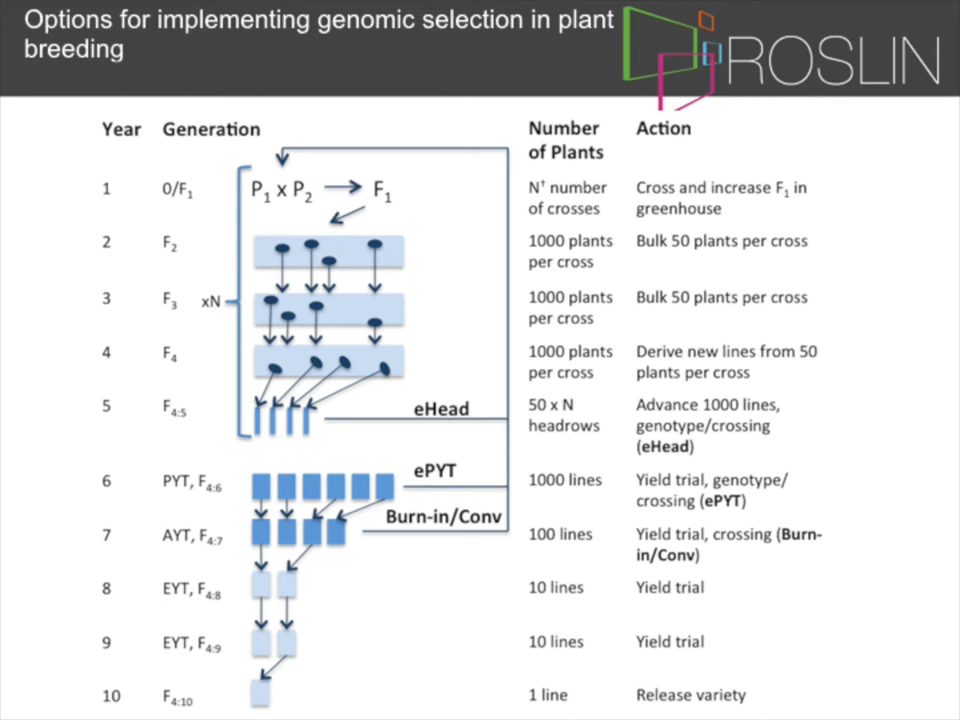 Options for implementing genomic selection in plant
breeding
ROSLIN
Year Generation Number of Plants Action
1 0/F₁ P₁ x P₂ F₁ N† number of crosses Cross and increase F₁ in greenhouse
2 F₂ 1000 plants per cross Bulk 50 plants per cross
3 F₃ xN 1000 plants per cross Bulk 50 plants per cross
4 F₄ 1000 plants per cross Derive new lines from 50 plants per cross
5 F₄:₅ eHead 50 x N headrows Advance 1000 lines, genotype/crossing (eHead)
6 PYT, F₄:₆ ePYT 1000 lines Yield trial, genotype/ crossing (ePYT)
7 AYT, F₄:₇ Burn-in/Conv 100 lines Yield trial, crossing (Burn-in/Conv)
8 EYT, F₄:₈ 10 lines Yield trial
9 EYT, F₄:₉ 10 lines Yield trial
10 F₄:₁₀ 1 line Release variety